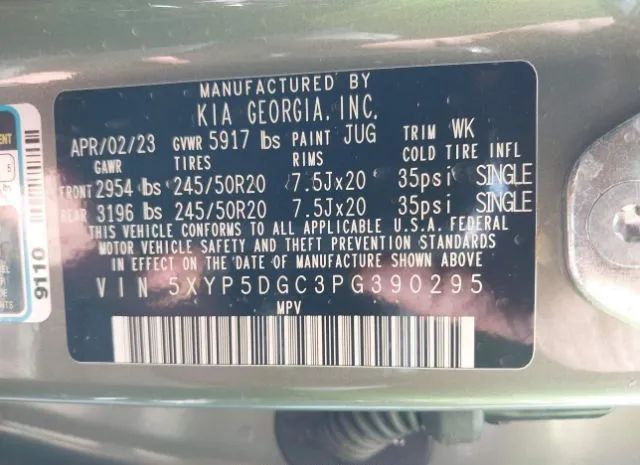 MANUFACTURED BY
KIA GEORGIA, INC.
APR/02/23 GVWR 5917 lbs PAINT JUG TRIM WK
GAWR TIRES RIMS COLD TIRE INFL
FRONT 2954 lbs 245/50R20 7.5Jx20 35psi SINGLE
REAR 3196 lbs 245/50R20 7.5Jx20 35psi SINGLE
THIS VEHICLE CONFORMS TO ALL APPLICABLE U.S.A. FEDERAL
MOTOR VEHICLE SAFETY AND THEFT PREVENTION STANDARDS
IN EFFECT ON THE DATE OF MANUFACTURE SHOWN ABOVE
VIN 5XYP5DGC3PG390295
MPV
9110